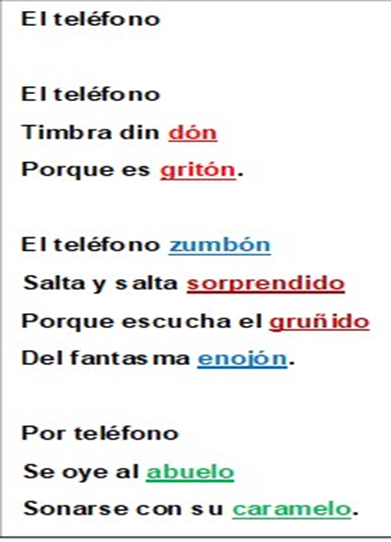 El teléfono
El teléfono
Timbra din dón
Porque es gritón.
El teléfono zumbón
Salta y salta sorprendido
Porque escucha el gruñido
Del fantasma enojón.
Por teléfono
Se oye al abuelo
Sonarse con su caramelo.